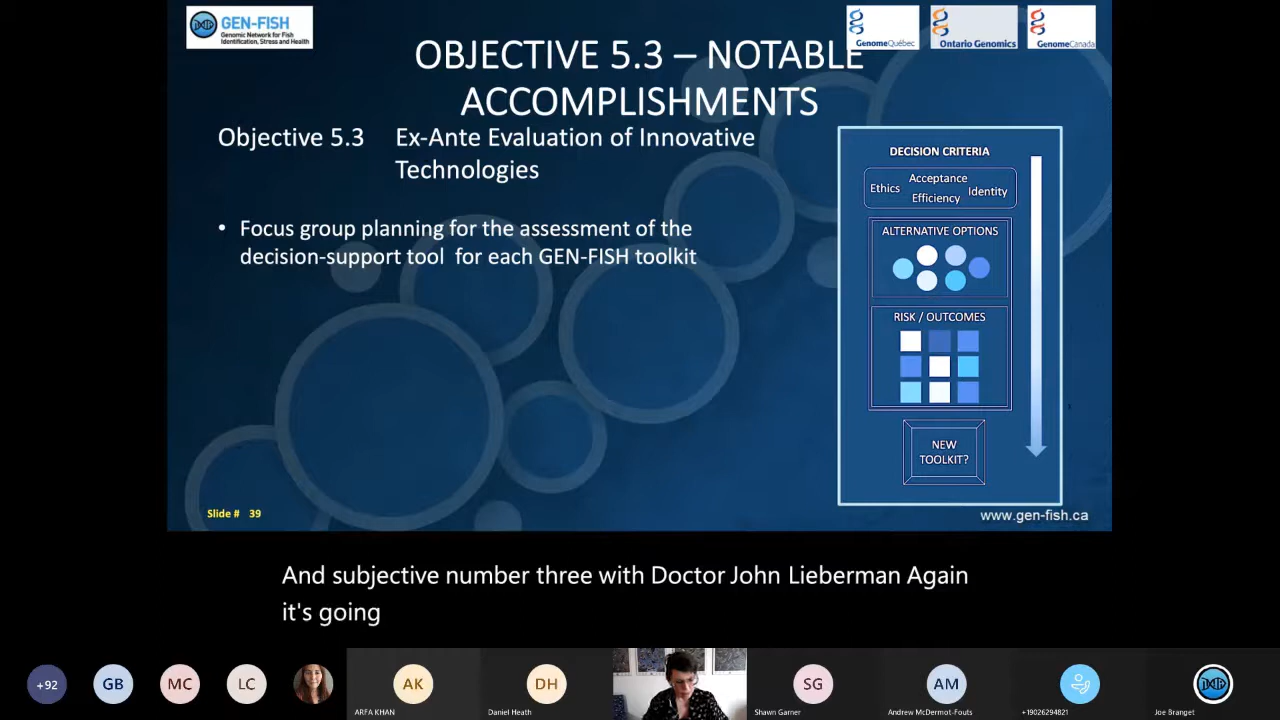 GEN-FISH
Genomic Network for Fish
Identification, Stress and Health
GenomeQuébec
Ontario Genomics
GenomeCanada
OBJECTIVE 5.3 – NOTABLE
ACCOMPLISHMENTS
Objective 5.3 Ex-Ante Evaluation of Innovative
Technologies
• Focus group planning for the assessment of the
decision-support tool for each GEN-FISH toolkit
DECISION CRITERIA
Acceptance
Ethics
Identity
Efficiency
ALTERNATIVE OPTIONS
RISK / OUTCOMES
NEW
TOOLKIT?
Slide # 39
www.gen-fish.ca
And subjective number three with Doctor John Lieberman Again
it's going
+92
GB
MC
LC
AK
DH
SG
AM
ARFA KHAN
Daniel Heath
Shawn Garner
Andrew McDermot-Fouts
+19026294821
Joe Branget